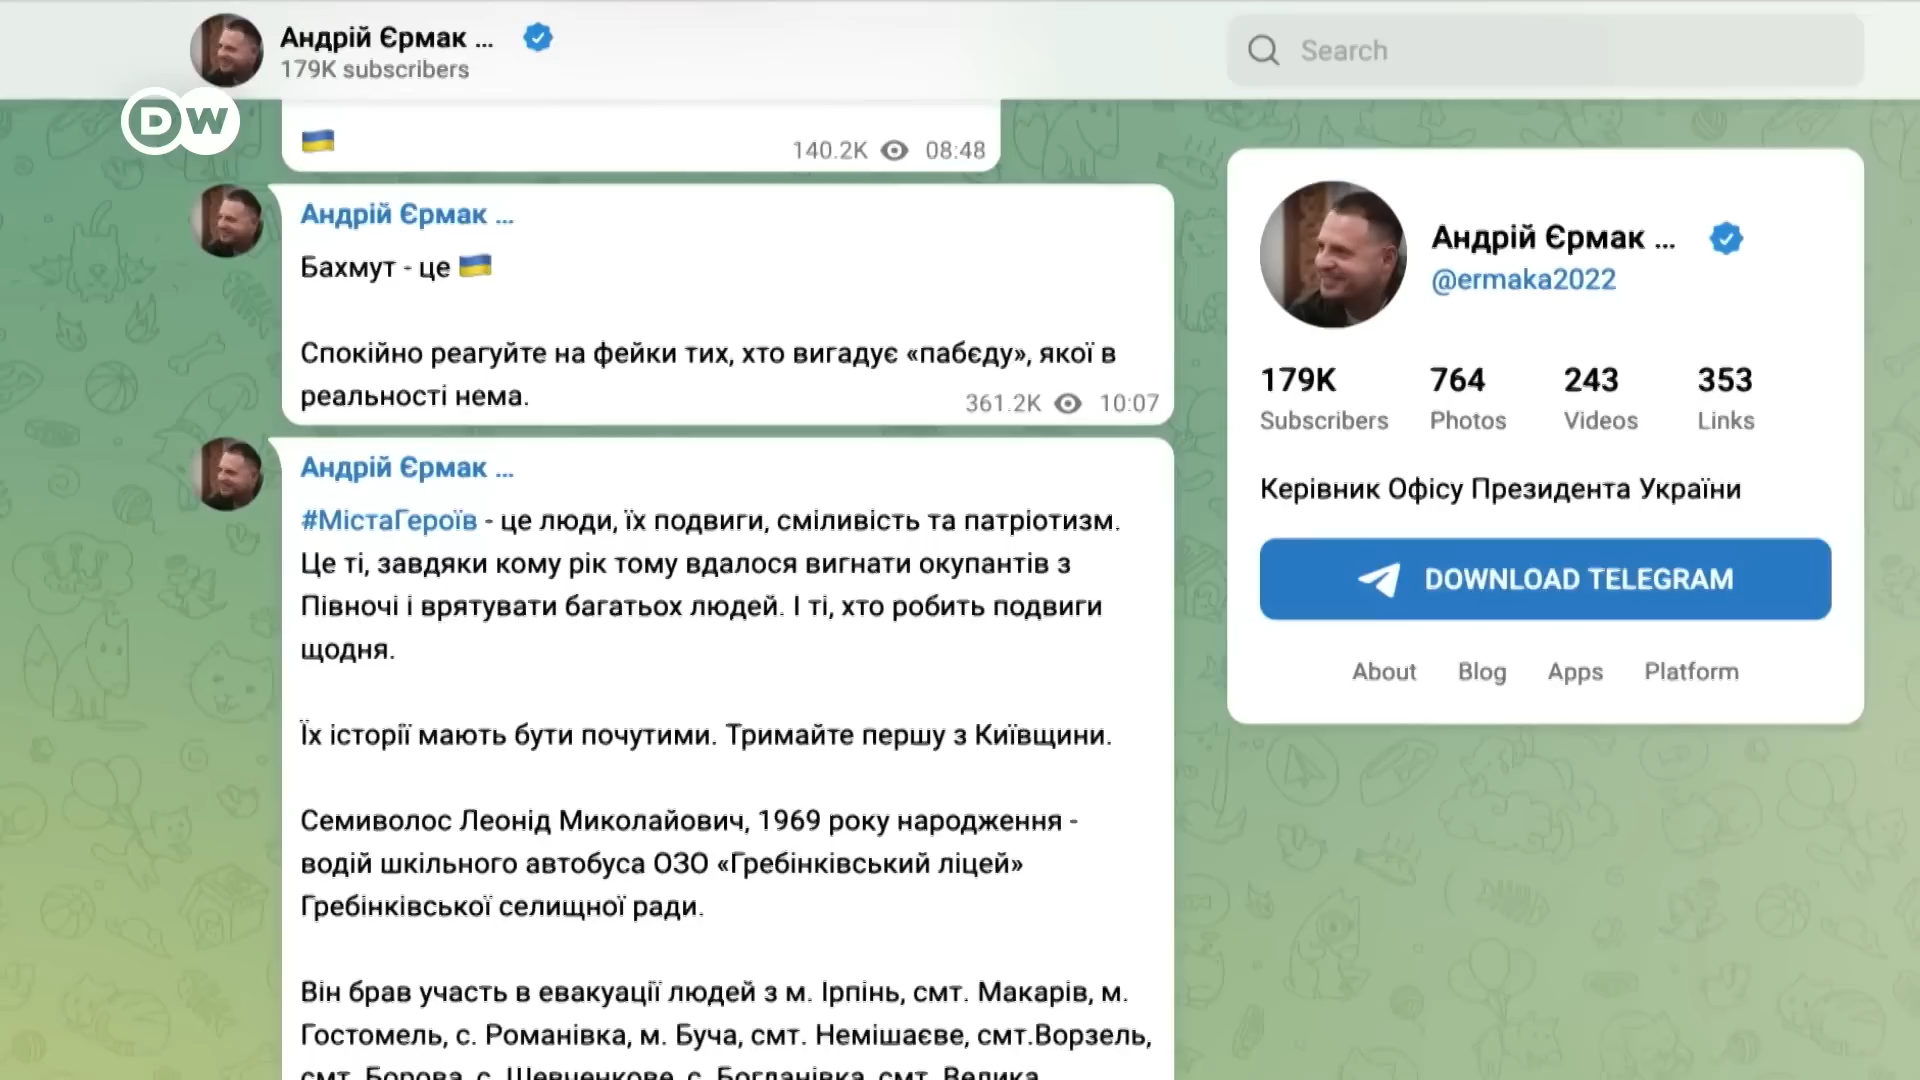 Андрій Єрмак ...
179K subscribers
Search
DW
140.2K 08:48
Андрій Єрмак ...
Бахмут - це
Спокійно реагуйте на фейки тих, хто вигадує «пабєду», якої в
реальності нема.
361.2K 10:07
Андрій Єрмак ...
#МістаГероїв - це люди, їх подвиги, сміливість та патріотизм.
Це ті, завдяки кому рік тому вдалося вигнати окупантів з
Півночі і врятувати багатьох людей. І ті, хто робить подвиги
щодня.
Їх історії мають бути почутими. Тримайте першу з Київщини.
Семиволос Леонід Миколайович, 1969 року народження -
водій шкільного автобуса ОЗО «Гребінківський ліцей»
Гребінківської селищної ради.
Він брав участь в евакуації людей з м. Ірпінь, смт. Макарів, м.
Гостомель, с. Романівка, м. Буча, смт. Немішаєве, смт.Ворзель,
смт. Борова, с. Шевченкове, с. Богданівка, смт. Велика
Андрій Єрмак ...
@ermaka2022
179K 764 243 353
Subscribers Photos Videos Links
Керівник Офісу Президента України
DOWNLOAD TELEGRAM
About Blog Apps Platform